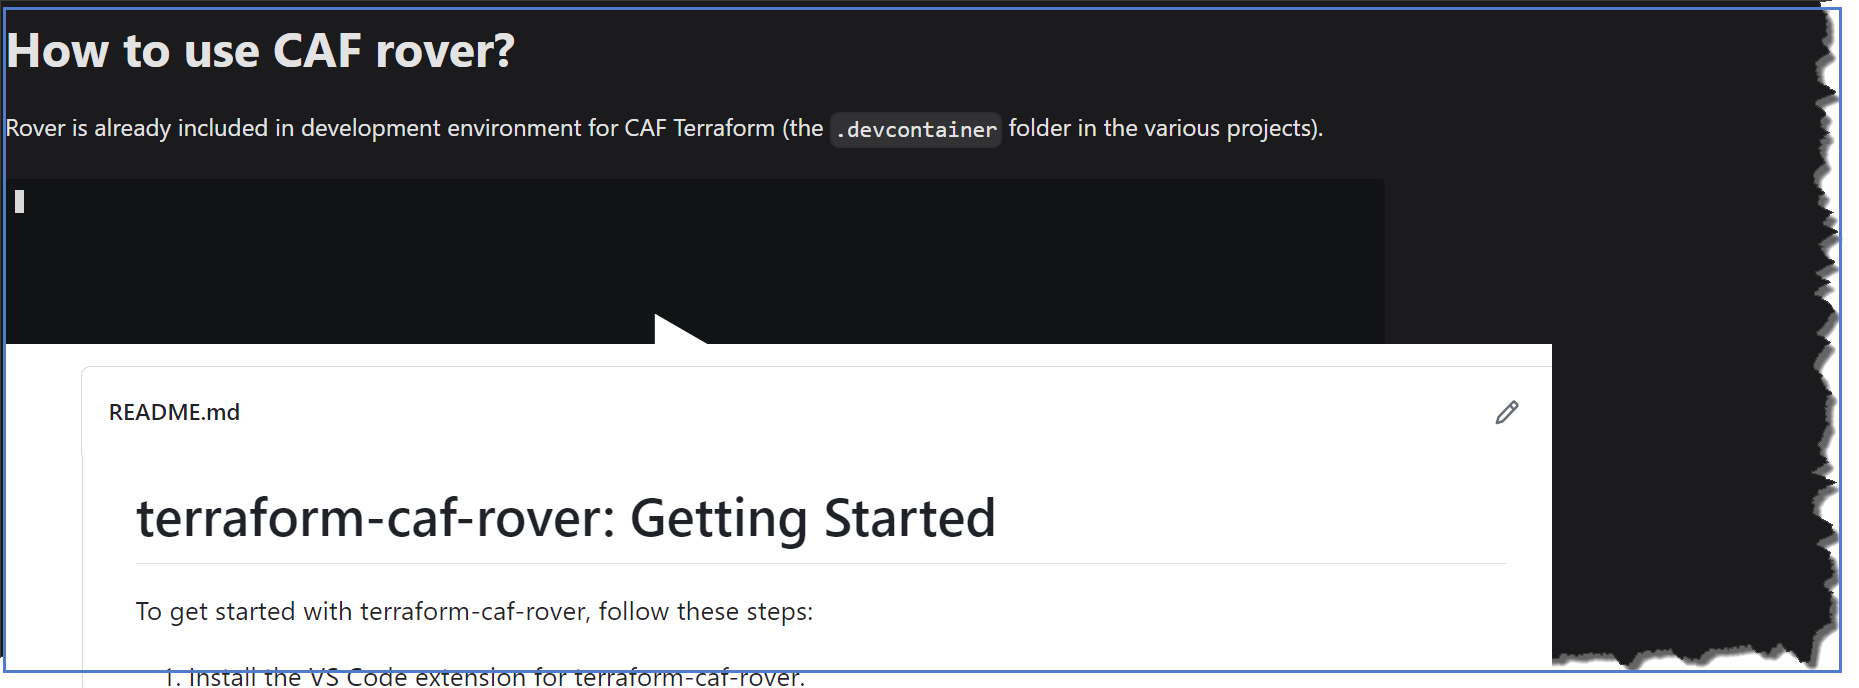 How to use CAF rover?
Rover is already included in development environment for CAF Terraform (the .devcontainer folder in the various projects).
README.md
terraform-caf-rover: Getting Started
To get started with terraform-caf-rover, follow these steps:
1. Install the VS Code extension for terraform-caf-rover.